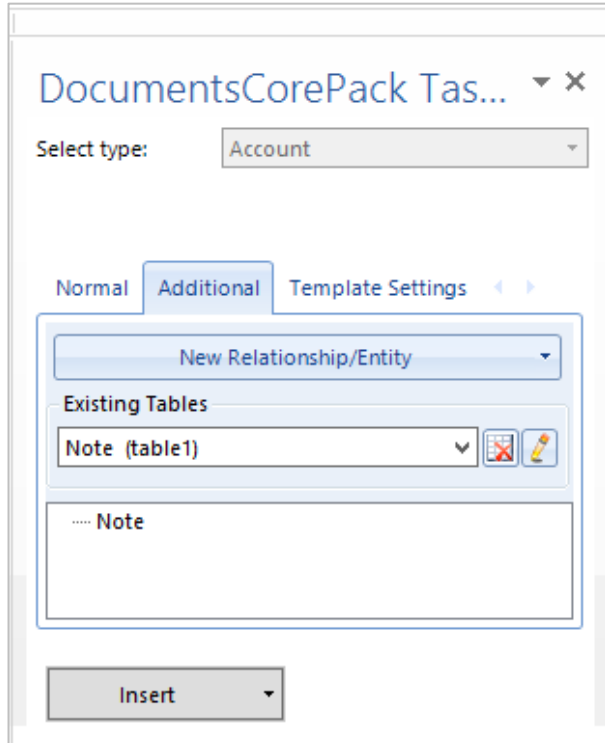 DocumentsCorePack Tas...
Select type: Account
Normal Additional Template Settings
New Relationship/Entity
Existing Tables
Note (table1)
Note
Insert